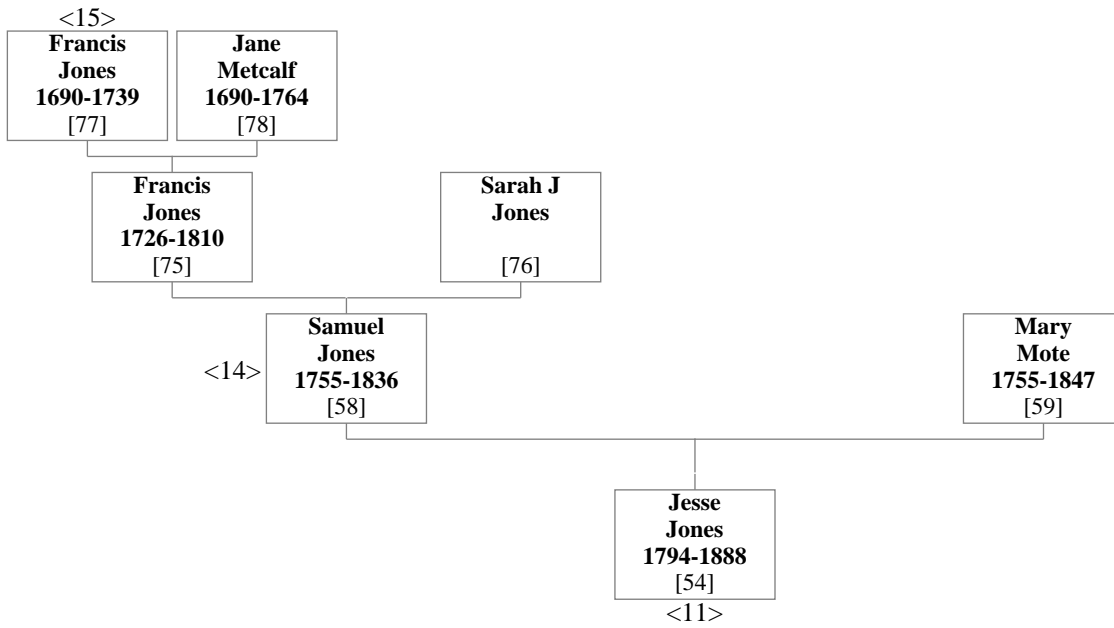 <15>
Francis
Jones
1690-1739
[77]
Jane
Metcalf
1690-1764
[78]
Francis
Jones
1726-1810
[75]
Sarah J
Jones
[76]
<14>
Samuel
Jones
1755-1836
[58]
Mary
Mote
1755-1847
[59]
Jesse
Jones
1794-1888
[54]
<11>